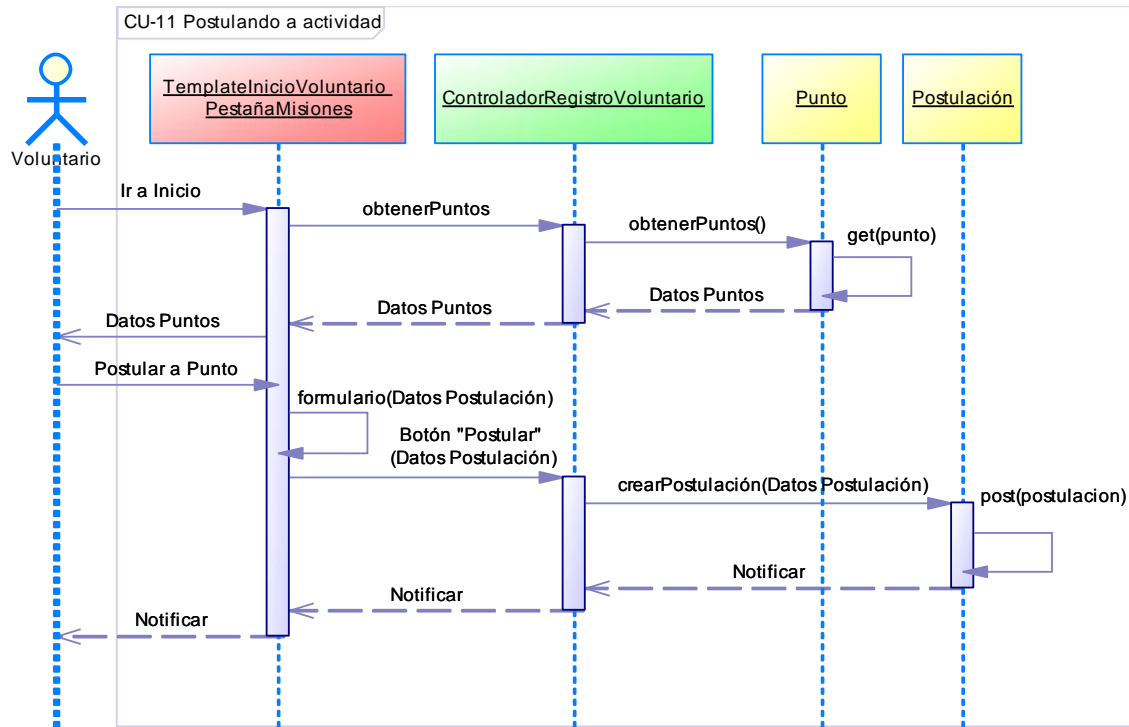 CU-11 Postulando a actividad
TemplateInicioVoluntario_
PestañaMisiones
ControladorRegistroVoluntario
Punto
Postulación
Voluntario
Ir a Inicio
obtenerPuntos
obtenerPuntos()
get(punto)
Datos Puntos
Datos Puntos
Datos Puntos
Postular a Punto
formulario(Datos Postulación)
Botón "Postular"
(Datos Postulación)
crearPostulación(Datos Postulación)
post(postulacion)
Notificar
Notificar
Notificar